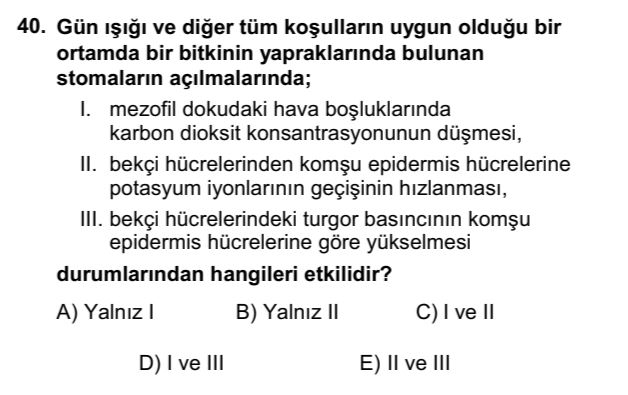 40. Gün ışığı ve diğer tüm koşulların uygun olduğu bir
ortamda bir bitkinin yapraklarında bulunan
stomaların açılmalarında;
I. mezofil dokudaki hava boşluklarında
karbon dioksit konsantrasyonunun düşmesi,
II. bekçi hücrelerinden komşu epidermis hücrelerine
potasyum iyonlarının geçişinin hızlanması,
III. bekçi hücrelerindeki turgor basıncının komşu
epidermis hücrelerine göre yükselmesi
durumlarından hangileri etkilidir?
A) Yalnız I B) Yalnız II C) I ve II
D) I ve III E) II ve III